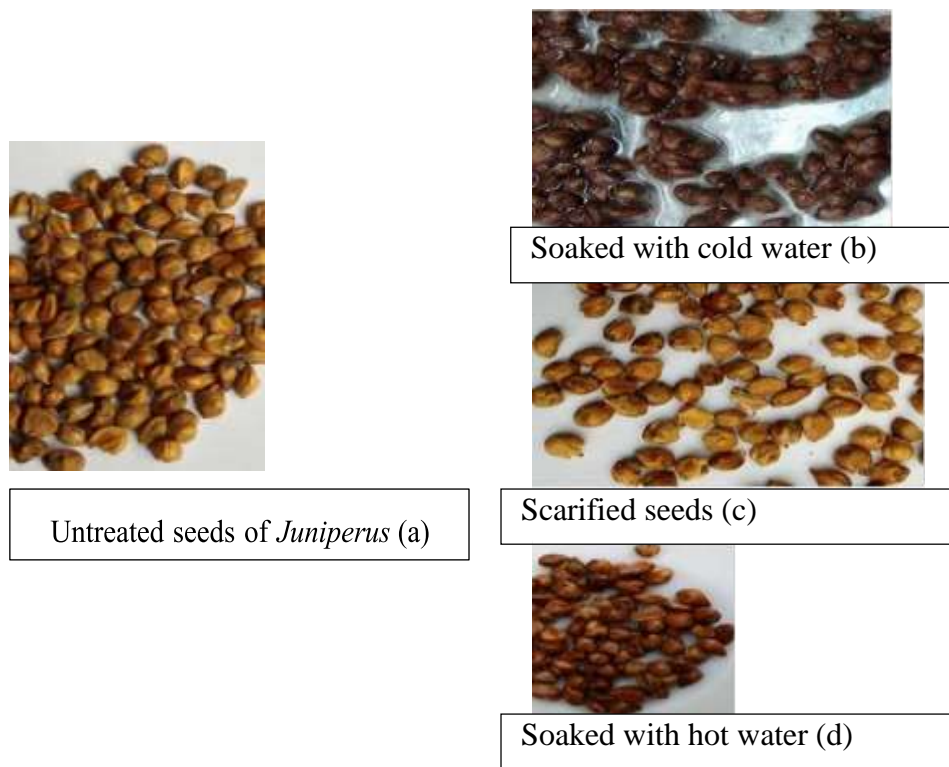 Soaked with cold water (b)
Untreated seeds of Juniperus (a)
Scarified seeds (c)
Soaked with hot water (d)